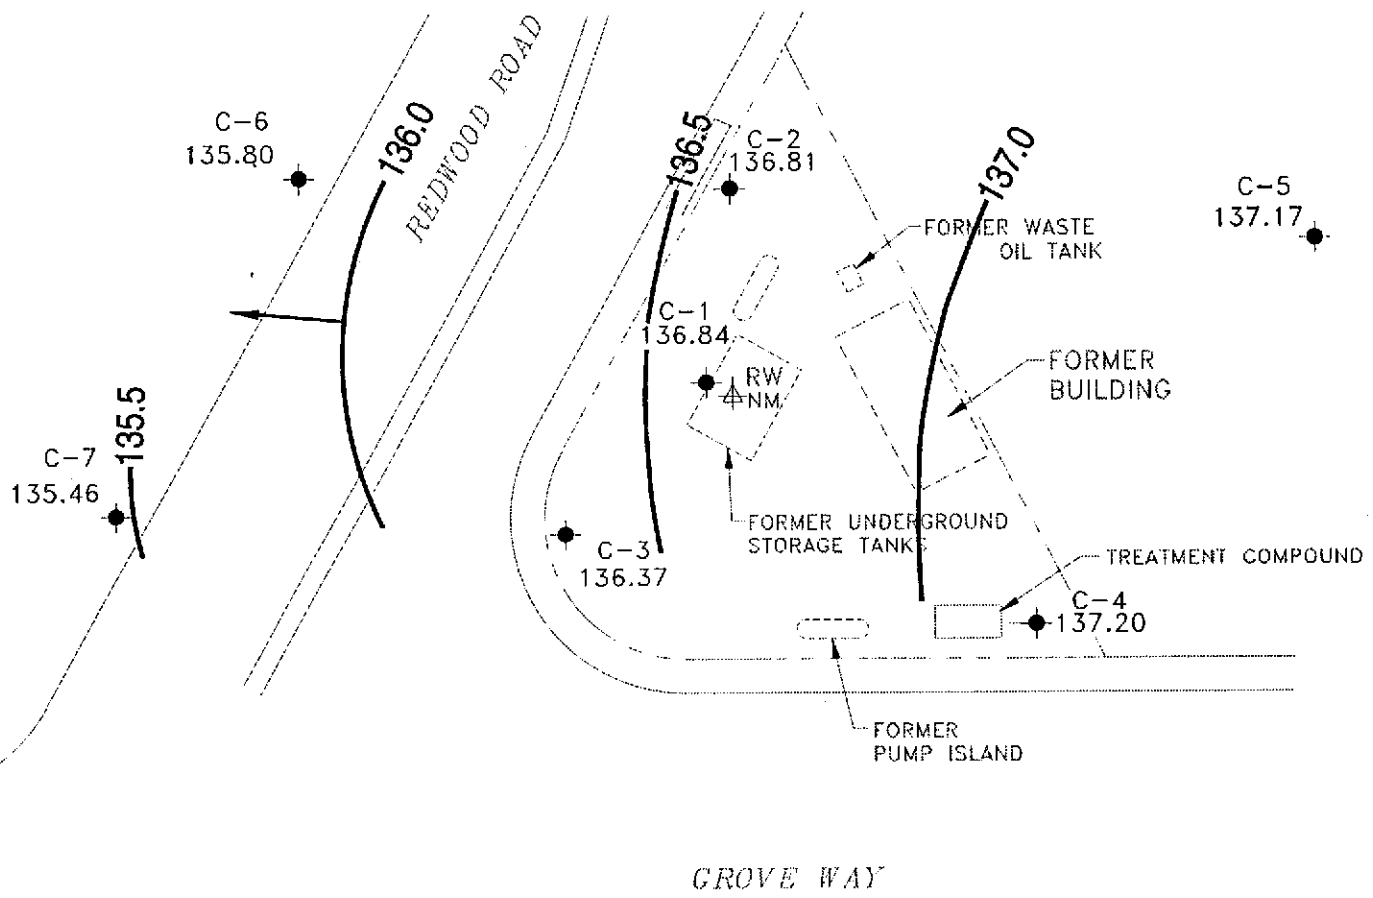 REDWOOD ROAD
C-6
135.80
136.0
136.5
C-2
136.81
137.0
C-5
137.17
FORMER WASTE
OIL TANK
C-1
136.84
RW
NM
FORMER
BUILDING
135.5
C-7
135.46
FORMER UNDERGROUND
STORAGE TANKS
C-3
136.37
TREATMENT COMPOUND
C-4
137.20
FORMER
PUMP ISLAND
GROVE WAY